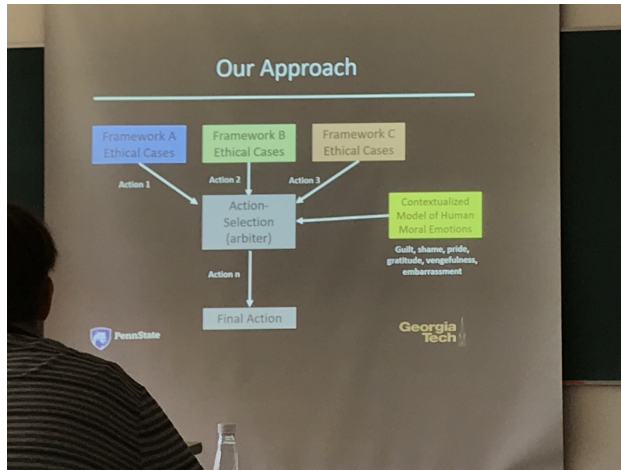 Our Approach
Framework A
Ethical Cases
Framework B
Ethical Cases
Framework C
Ethical Cases
Action 1
Action 2
Action 3
Action-
Selection
(arbiter)
Contextualized
Model of Human
Moral Emotions
Guilt, shame, pride,
gratitude, vengefulness,
embarrassment
Action n
Final Action
PennState
Georgia
Tech